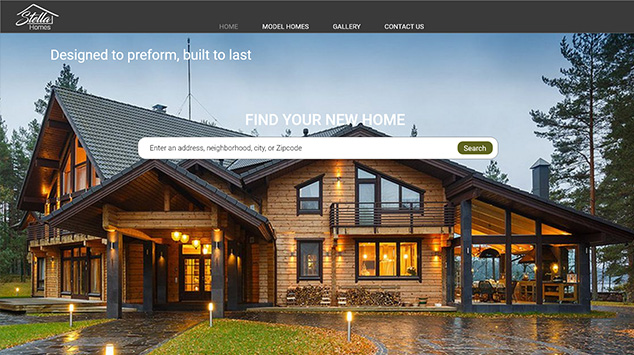 Stella
Homes
HOME MODEL HOMES GALLERY CONTACT US
Designed to preform, built to last
FIND YOUR NEW HOME
Enter an address, neighborhood, city, or Zipcode Search